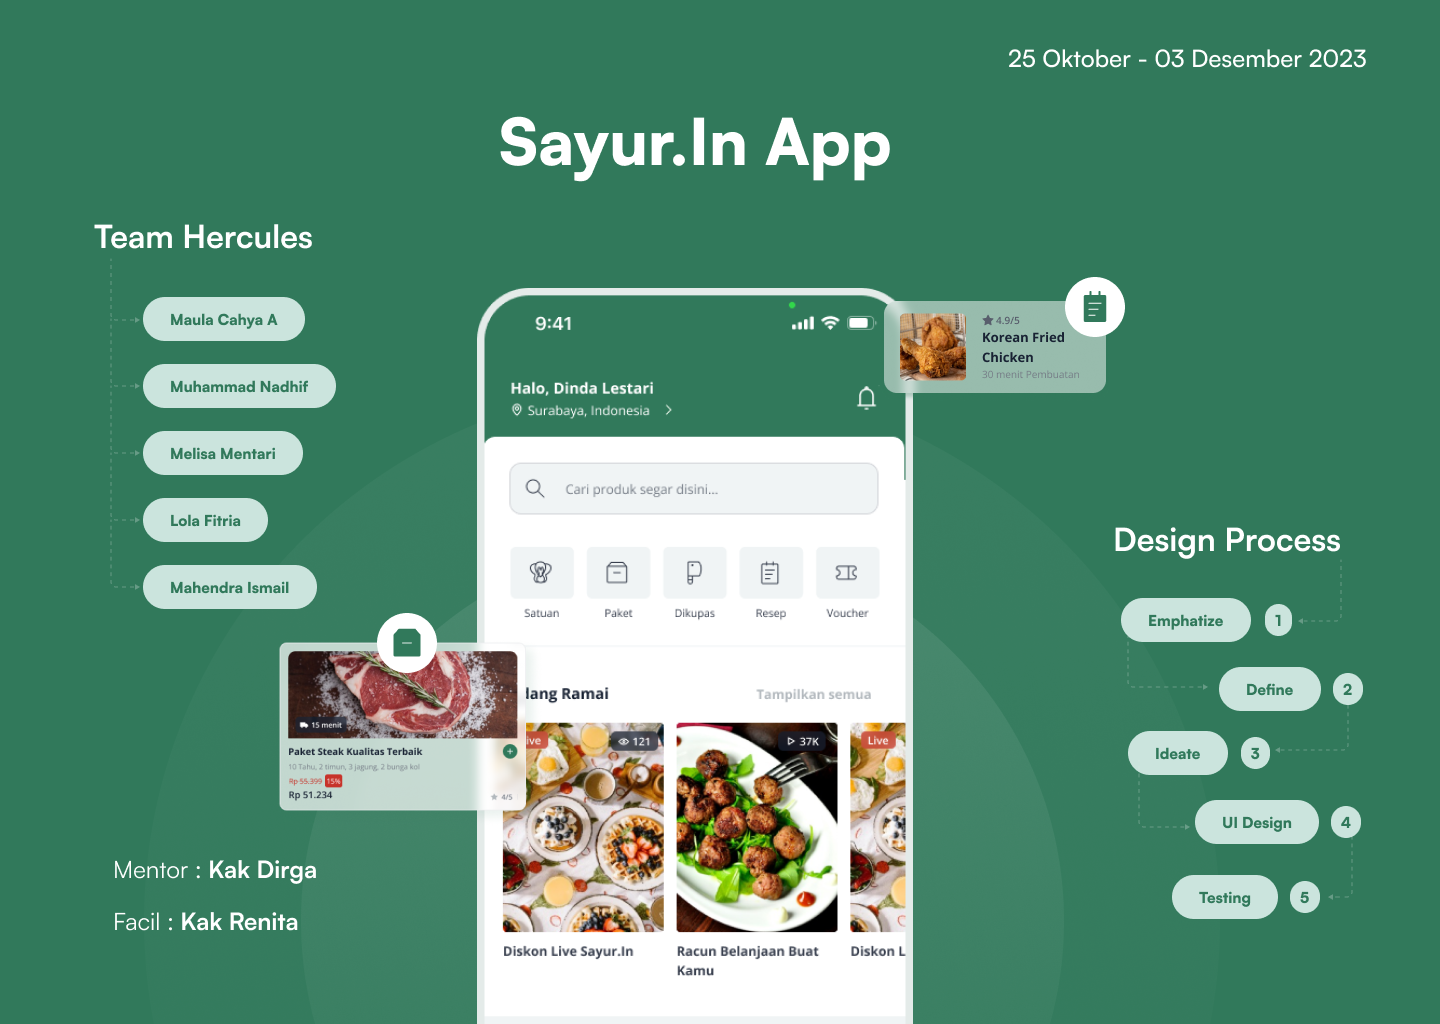 25 Oktober - 03 Desember 2023
Sayur.In App
Team Hercules
Maula Cahya A
Muhammad Nadhif
Melisa Mentari
Lola Fitria
Mahendra Ismail
9:41
Halo, Dinda Lestari
Surabaya, Indonesia
4.9/5
Korean Fried
Chicken
30 menit Pembuatan
Cari produk segar disini...
Satuan
Paket
Dikupas
Resep
Voucher
dang Ramai
Tampilkan semua
ive
121
37K
Live
Diskon Live Sayur.In
Racun Belanjaan Buat
Kamu
Diskon L
15 menit
Paket Steak Kualitas Terbaik
10 Tahu, 2 timun, 3 jagung, 2 bunga kol
Rp 55.399 15%
Rp 51.234
4/5
Mentor : Kak Dirga
Facil : Kak Renita
Design Process
Emphatize 1
Define 2
Ideate 3
UI Design 4
Testing 5